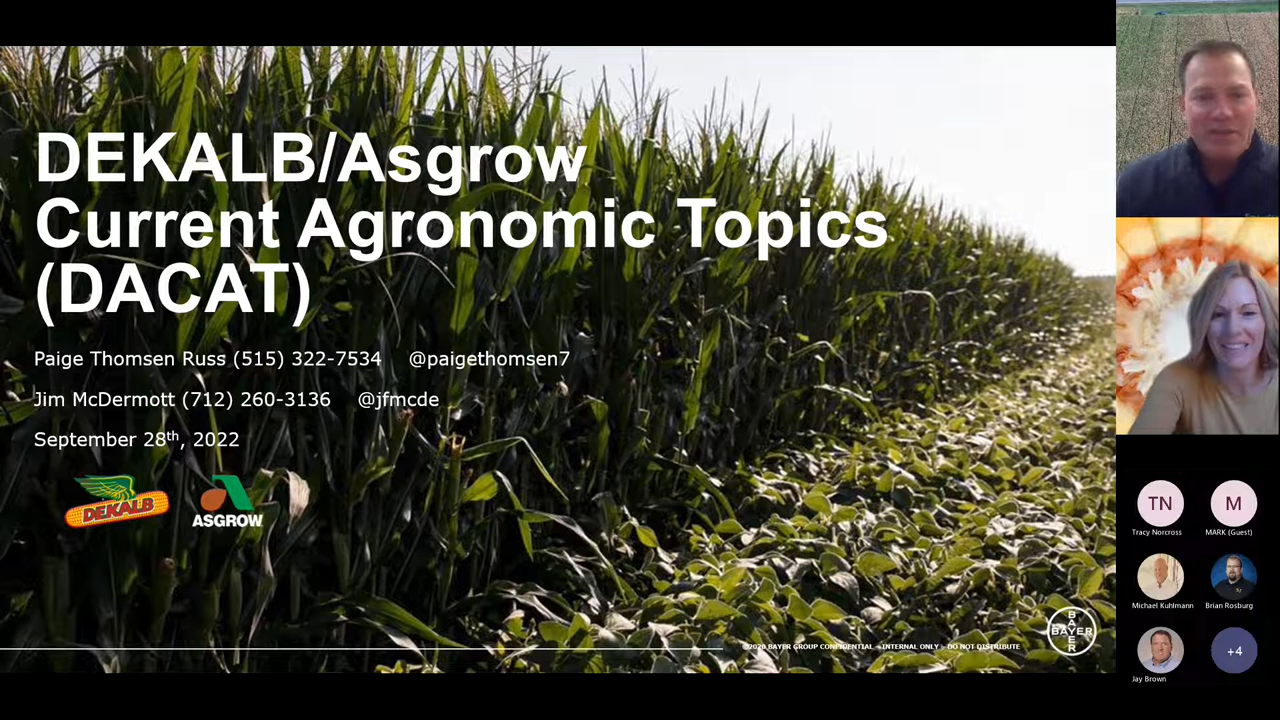 DEKALB/Asgrow
Current Agronomic Topics
(DACAT)
Paige Thomsen Russ (515) 322-7534 @paigethomsen7
Jim McDermott (712) 260-3136 @jfmcde
September 28th, 2022
DEKALB
ASGROW
©2020 BAYER GROUP CONFIDENTIAL – INTERNAL ONLY – DO NOT DISTRIBUTE
BAYER
BAYER
TN
M
Tracy Norcross
MARK (Guest)
Michael Kuhlmann
Brian Rosburg
Jay Brown
+4